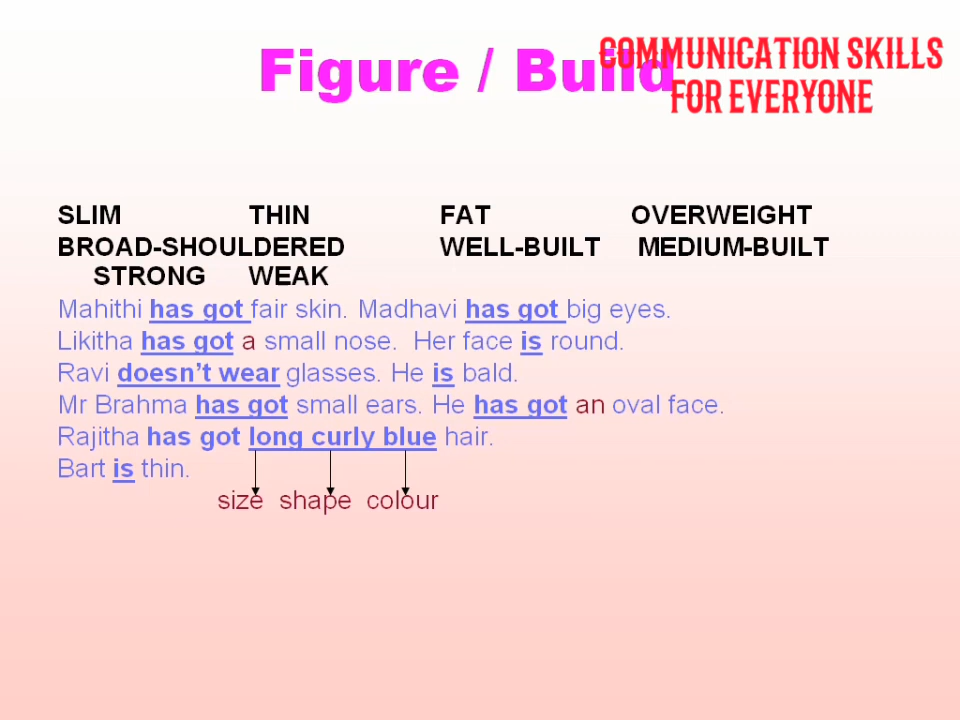 Figure / Build
COMMUNICATION SKILLS
FOR EVERYONE
SLIM THIN FAT OVERWEIGHT
BROAD-SHOULDERED WELL-BUILT MEDIUM-BUILT
STRONG WEAK
Mahithi has got fair skin. Madhavi has got big eyes.
Likitha has got a small nose. Her face is round.
Ravi doesn't wear glasses. He is bald.
Mr Brahma has got small ears. He has got an oval face.
Rajitha has got long curly blue hair.
Bart is thin.
size shape colour